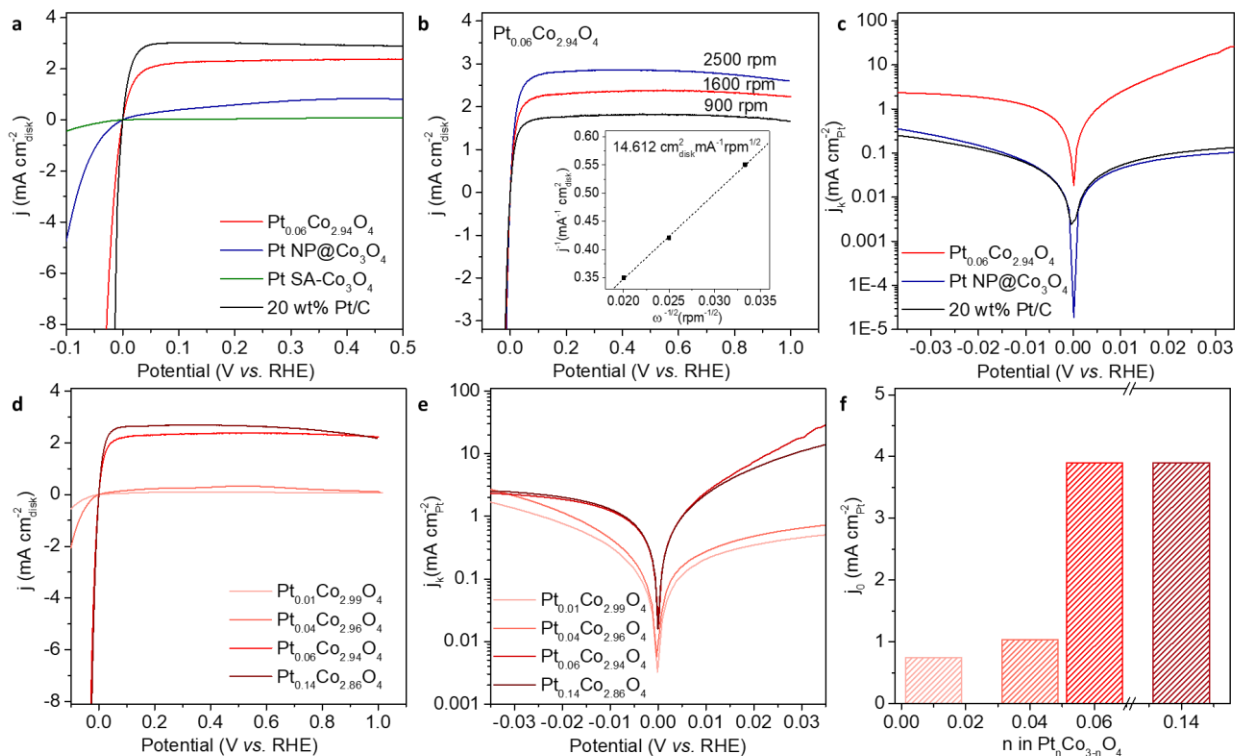 a
4
2
0
-2
-4
-6
-8
j (mA cm⁻²disk)
Pt0.06Co2.94O4
Pt NP@Co3O4
Pt SA-Co3O4
20 wt% Pt/C
-0.1 0.0 0.1 0.2 0.3 0.4 0.5
Potential (V vs. RHE)
b
4
3
2
1
0
-1
-2
-3
j (mA cm⁻²disk)
Pt0.06Co2.94O4
2500 rpm
1600 rpm
900 rpm
0.60
0.55
0.50
0.45
0.40
0.35
j⁻¹(mA⁻¹ cm²disk)
14.612 cm²disk mA⁻¹rpm^1/2
0.020 0.025 0.030 0.035
ω^-1/2(rpm^-1/2)
0.0 0.2 0.4 0.6 0.8 1.0
Potential (V vs. RHE)
c
100
10
1
0.1
0.01
0.001
1E-4
1E-5
jk(mA cm⁻²Pt)
Pt0.06Co2.94O4
Pt NP@Co3O4
20 wt% Pt/C
-0.03 -0.02 -0.01 0.00 0.01 0.02 0.03
Potential (V vs. RHE)
d
4
2
0
-2
-4
-6
-8
j (mA cm⁻²disk)
Pt0.01Co2.99O4
Pt0.04Co2.96O4
Pt0.06Co2.94O4
Pt0.14Co2.86O4
0.0 0.2 0.4 0.6 0.8 1.0
Potential (V vs. RHE)
e
100
10
1
0.1
0.01
0.001
jk(mA cm⁻²Pt)
Pt0.01Co2.99O4
Pt0.04Co2.96O4
Pt0.06Co2.94O4
Pt0.14Co2.86O4
-0.03 -0.02 -0.01 0.00 0.01 0.02 0.03
Potential (V vs. RHE)
f
5
4
3
2
1
0
j0 (mA cm⁻²Pt)
0.00 0.02 0.04 0.06 0.14
n in PtnCo3-nO4